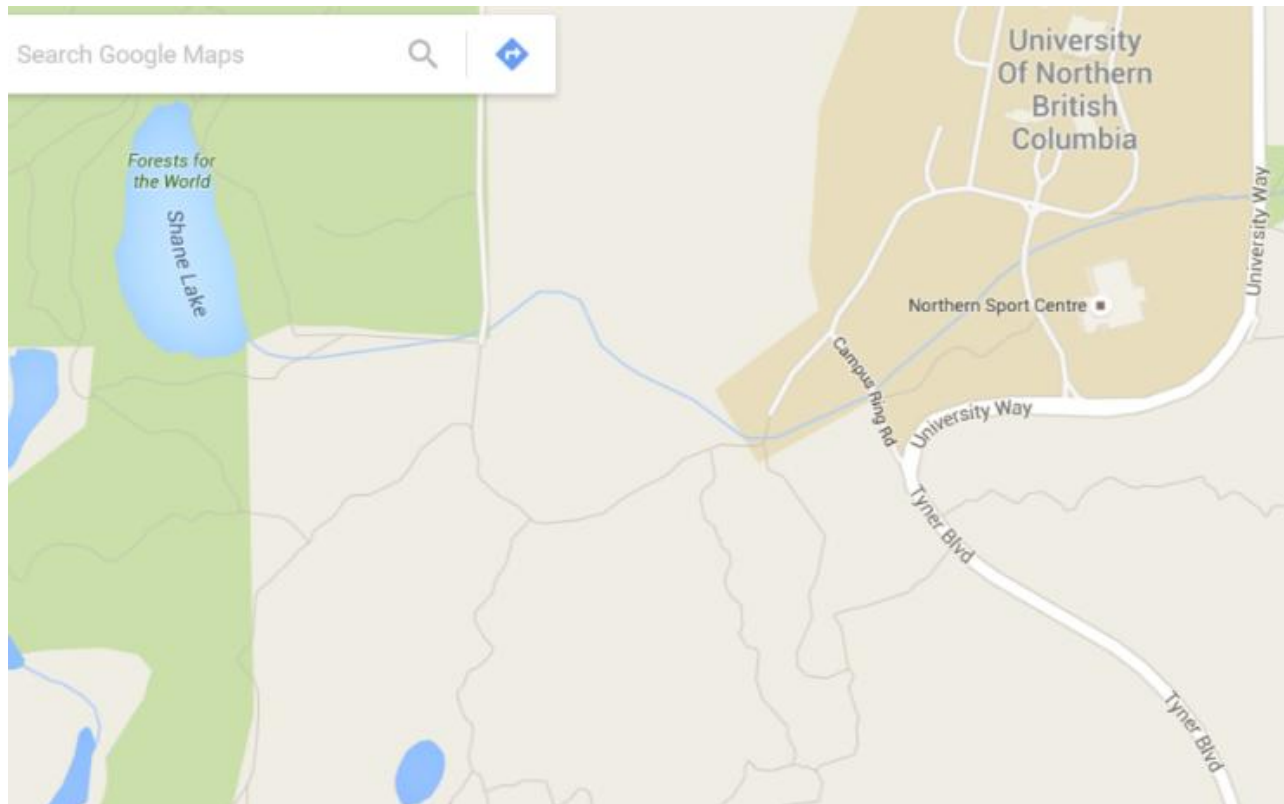 Search Google Maps
University
Of Northern
British
Columbia
Forests for
the World
Shane Lake
University Way
Northern Sport Centre
Campus Ring Rd
University Way
Tyner Blvd
Tyner Blvd